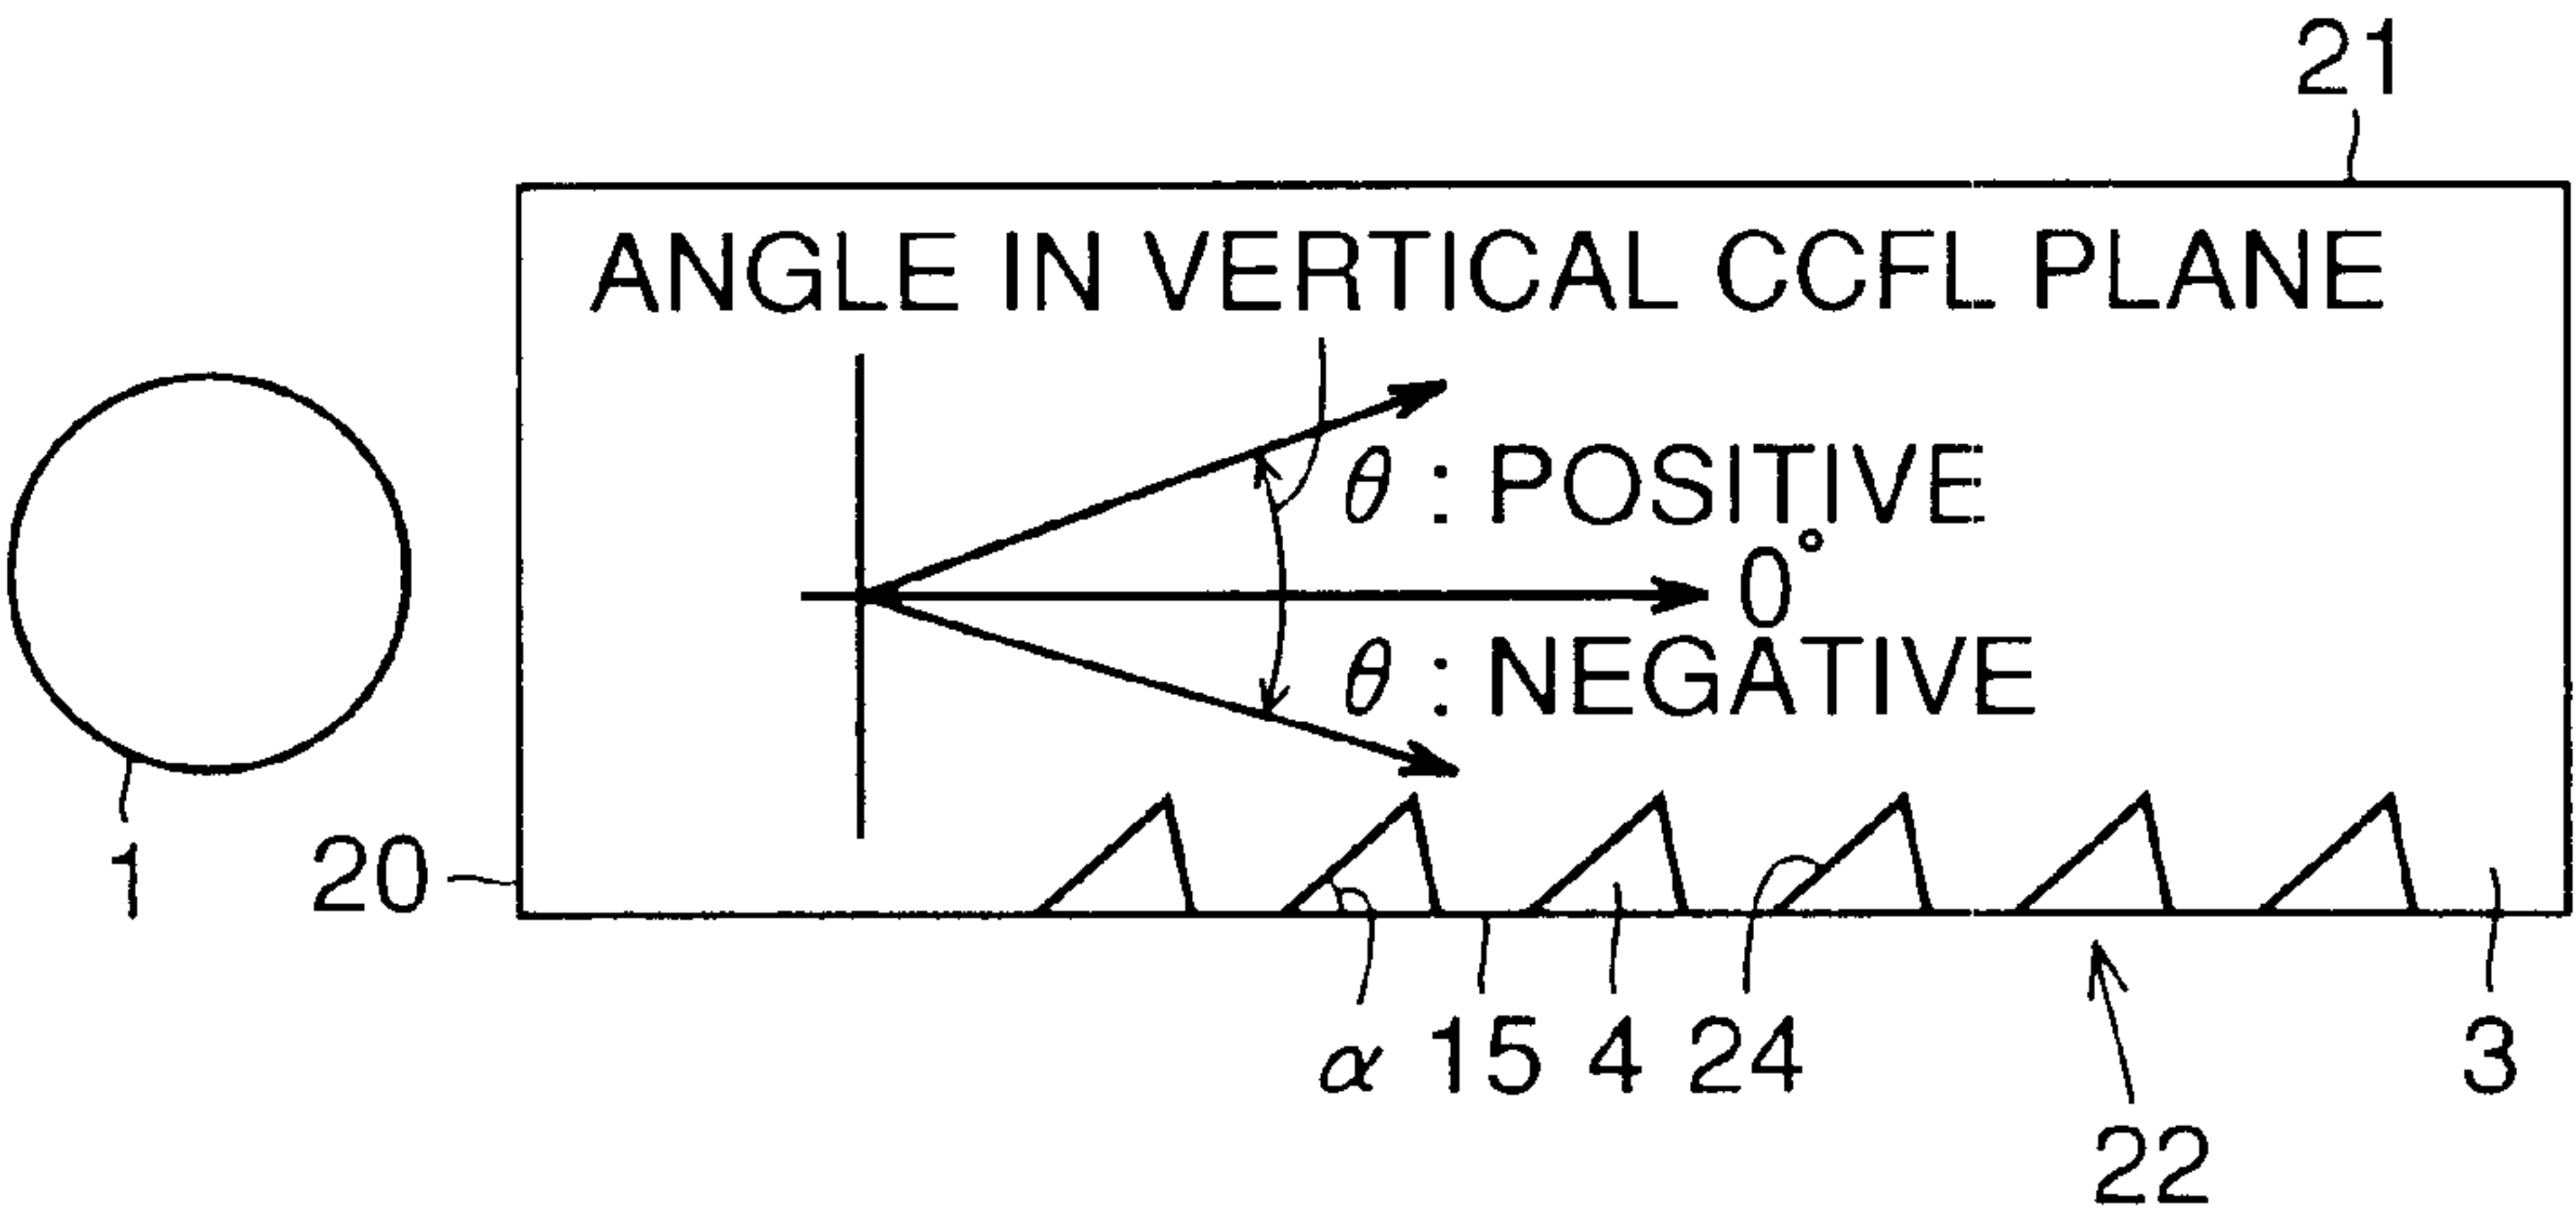 21
ANGLE IN VERTICAL CCFL PLANE
θ : POSITIVE
0°
θ : NEGATIVE
1
20
α 15 4 24
3
22